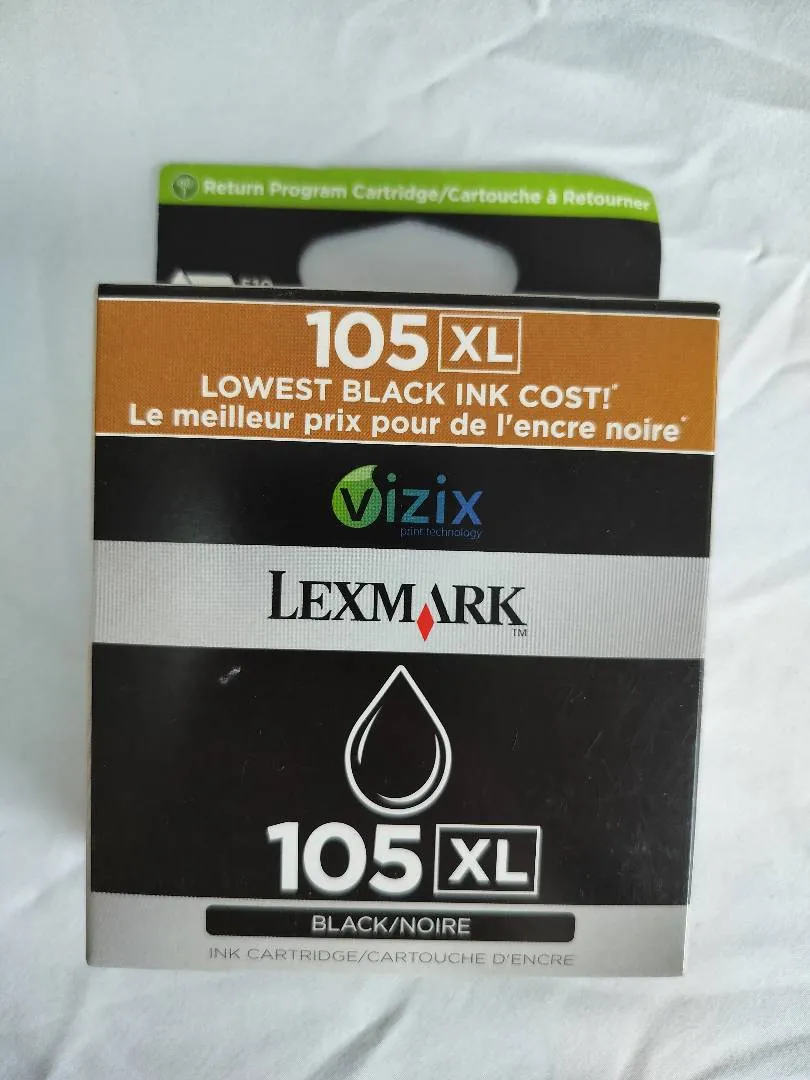 Return Program Cartridge/Cartouche à Retourner
105 XL
LOWEST BLACK INK COST!*
Le meilleur prix pour de l'encre noire*
vizix
print technology
LEXMARK™
105 XL
BLACK/NOIRE
INK CARTRIDGE/CARTOUCHE D'ENCRE